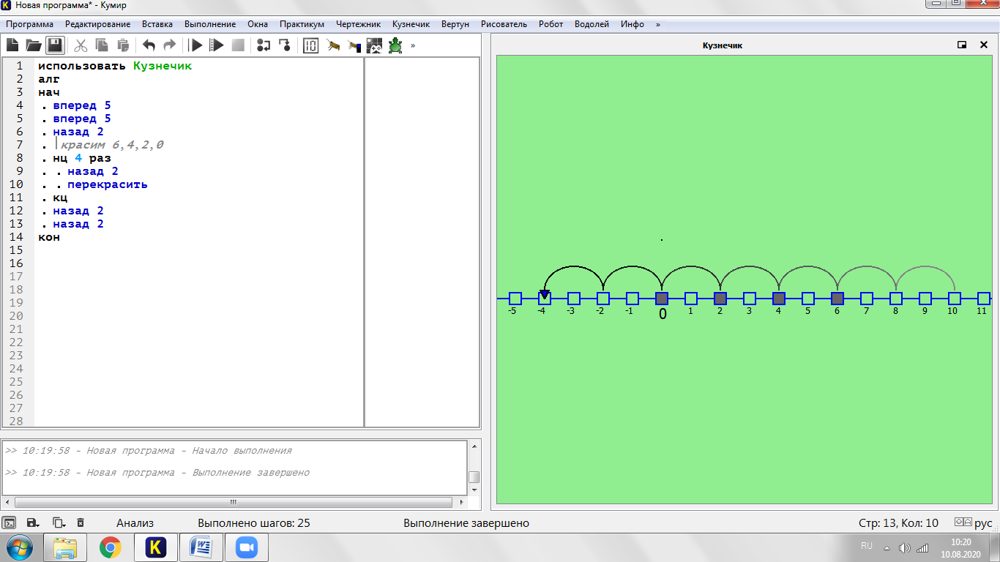 Новая программа* - Кумир
Программа Редактирование Вставка Выполнение Окна Практикум Чертежник Кузнечик Вертун Рисователь Робот Водолей Инфо »
»
1 использовать Кузнечик
2 алг
3 нач
4 . вперед 5
5 . вперед 5
6 . назад 2
7 . |красим 6,4,2,0
8 . нц 4 раз
9 . . назад 2
10 . . перекрасить
11 . кц
12 . назад 2
13 . назад 2
14 кон
15
16
17
18
19
20
21
22
23
24
25
26
27
28
>> 10:19:58 - Новая программа - Начало выполнения
>> 10:19:58 - Новая программа - Выполнение завершено
Кузнечик
-5 -4 -3 -2 -1 0 1 2 3 4 5 6 7 8 9 10 11
Анализ Выполнено шагов: 25 Выполнение завершено Стр: 13, Кол: 10 рус
RU 10:20
10.08.2020